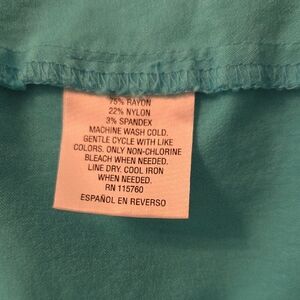 75% RAYON
22% NYLON
3% SPANDEX
MACHINE WASH COLD.
GENTLE CYCLE WITH LIKE
COLORS. ONLY NON-CHLORINE
BLEACH WHEN NEEDED.
LINE DRY. COOL IRON
WHEN NEEDED.
RN 115760
ESPAÑOL EN REVERSO